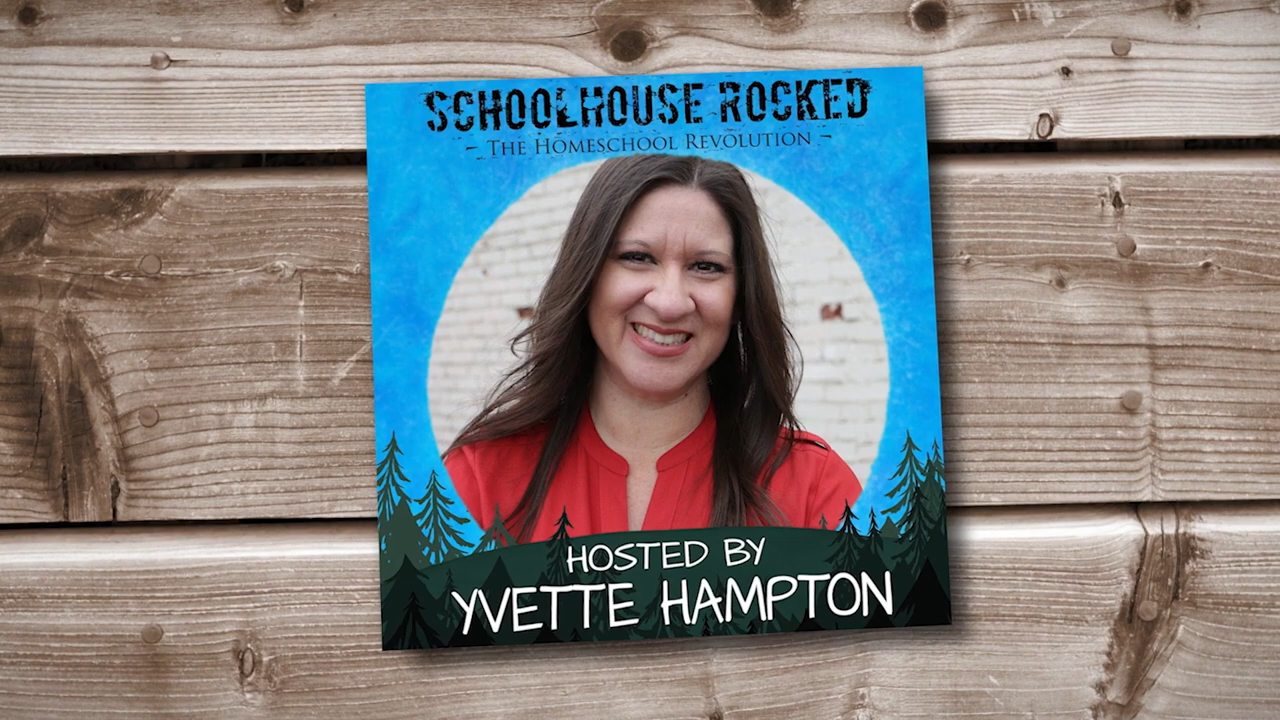 SCHOOLHOUSE ROCKED
- THE HOMESCHOOL REVOLUTION -
HOSTED BY
YVETTE HAMPTON